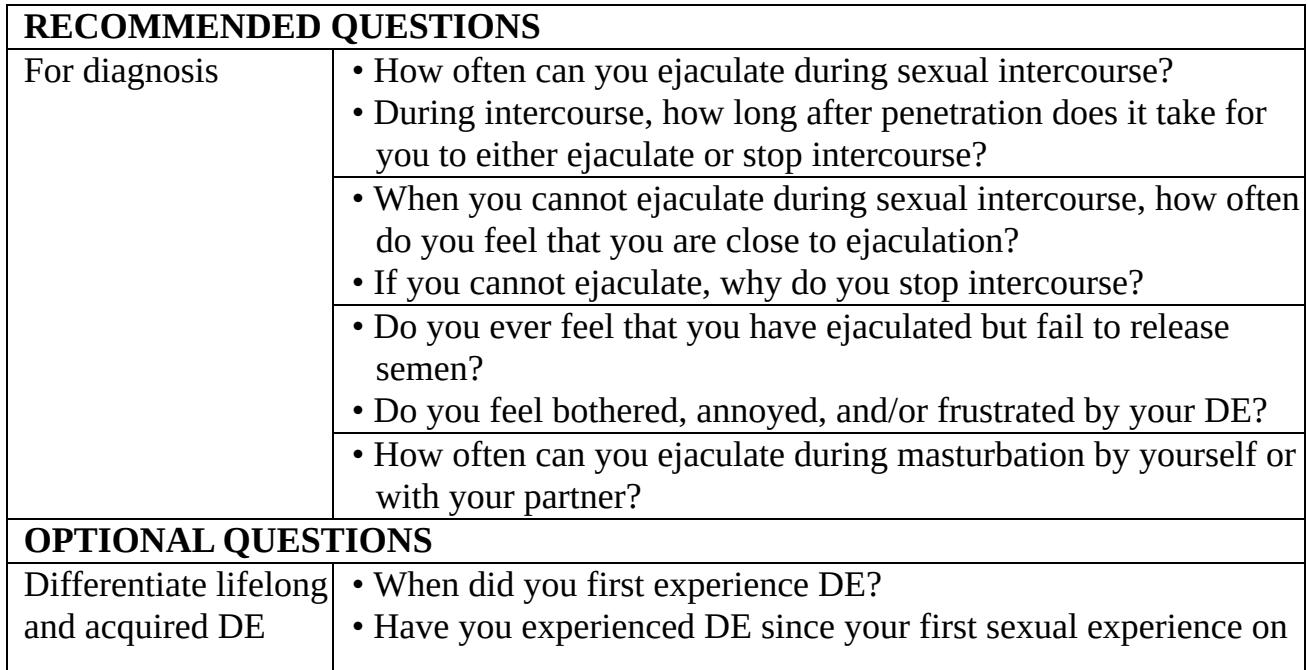 RECOMMENDED QUESTIONS
For diagnosis
• How often can you ejaculate during sexual intercourse?
• During intercourse, how long after penetration does it take for
you to either ejaculate or stop intercourse?
• When you cannot ejaculate during sexual intercourse, how often
do you feel that you are close to ejaculation?
• If you cannot ejaculate, why do you stop intercourse?
• Do you ever feel that you have ejaculated but fail to release
semen?
• Do you feel bothered, annoyed, and/or frustrated by your DE?
• How often can you ejaculate during masturbation by yourself or
with your partner?
OPTIONAL QUESTIONS
Differentiate lifelong
and acquired DE
• When did you first experience DE?
• Have you experienced DE since your first sexual experience on